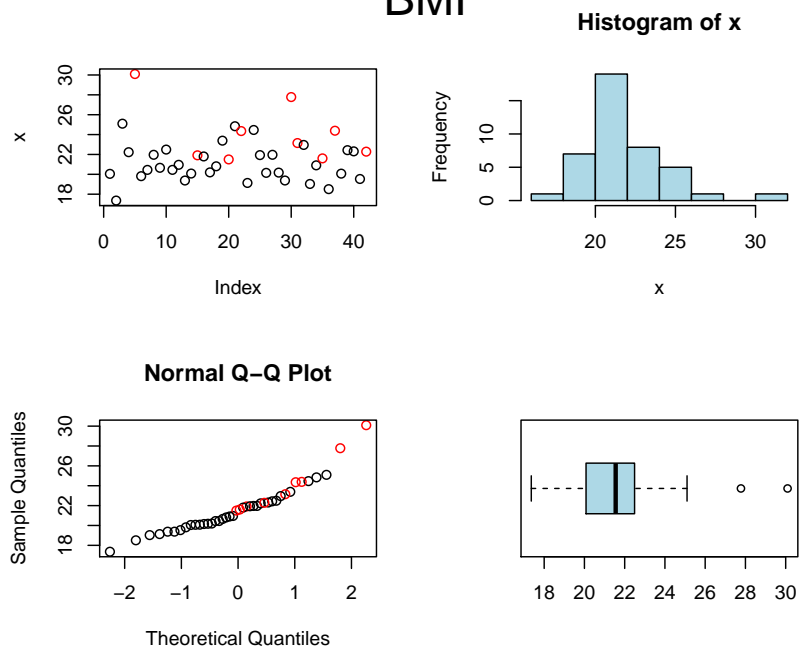 BMI
Histogram of x
x
18 22 26 30
0 10 20 30 40
Index
Frequency
0 5 10
20 25 30
x
Normal Q−Q Plot
Sample Quantiles
18 22 26 30
−2 −1 0 1 2
Theoretical Quantiles
18 20 22 24 26 28 30